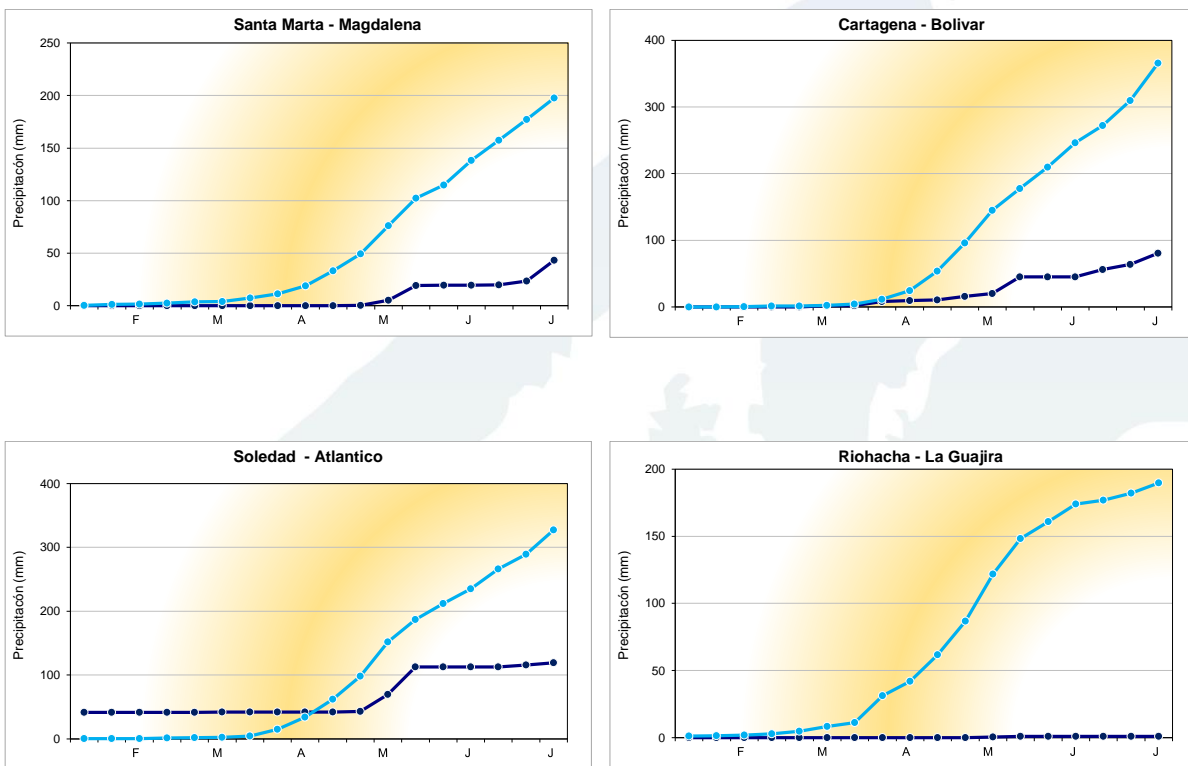 Santa Marta - Magdalena
250
200
150
100
50
0
Precipitacón (mm)
F M A M J J
Cartagena - Bolivar
400
300
200
100
0
Precipitacón (mm)
F M A M J J
Soledad - Atlantico
400
300
200
100
0
Precipitacón (mm)
F M A M J J
Riohacha - La Guajira
200
150
100
50
0
Precipitacón (mm)
F M A M J J